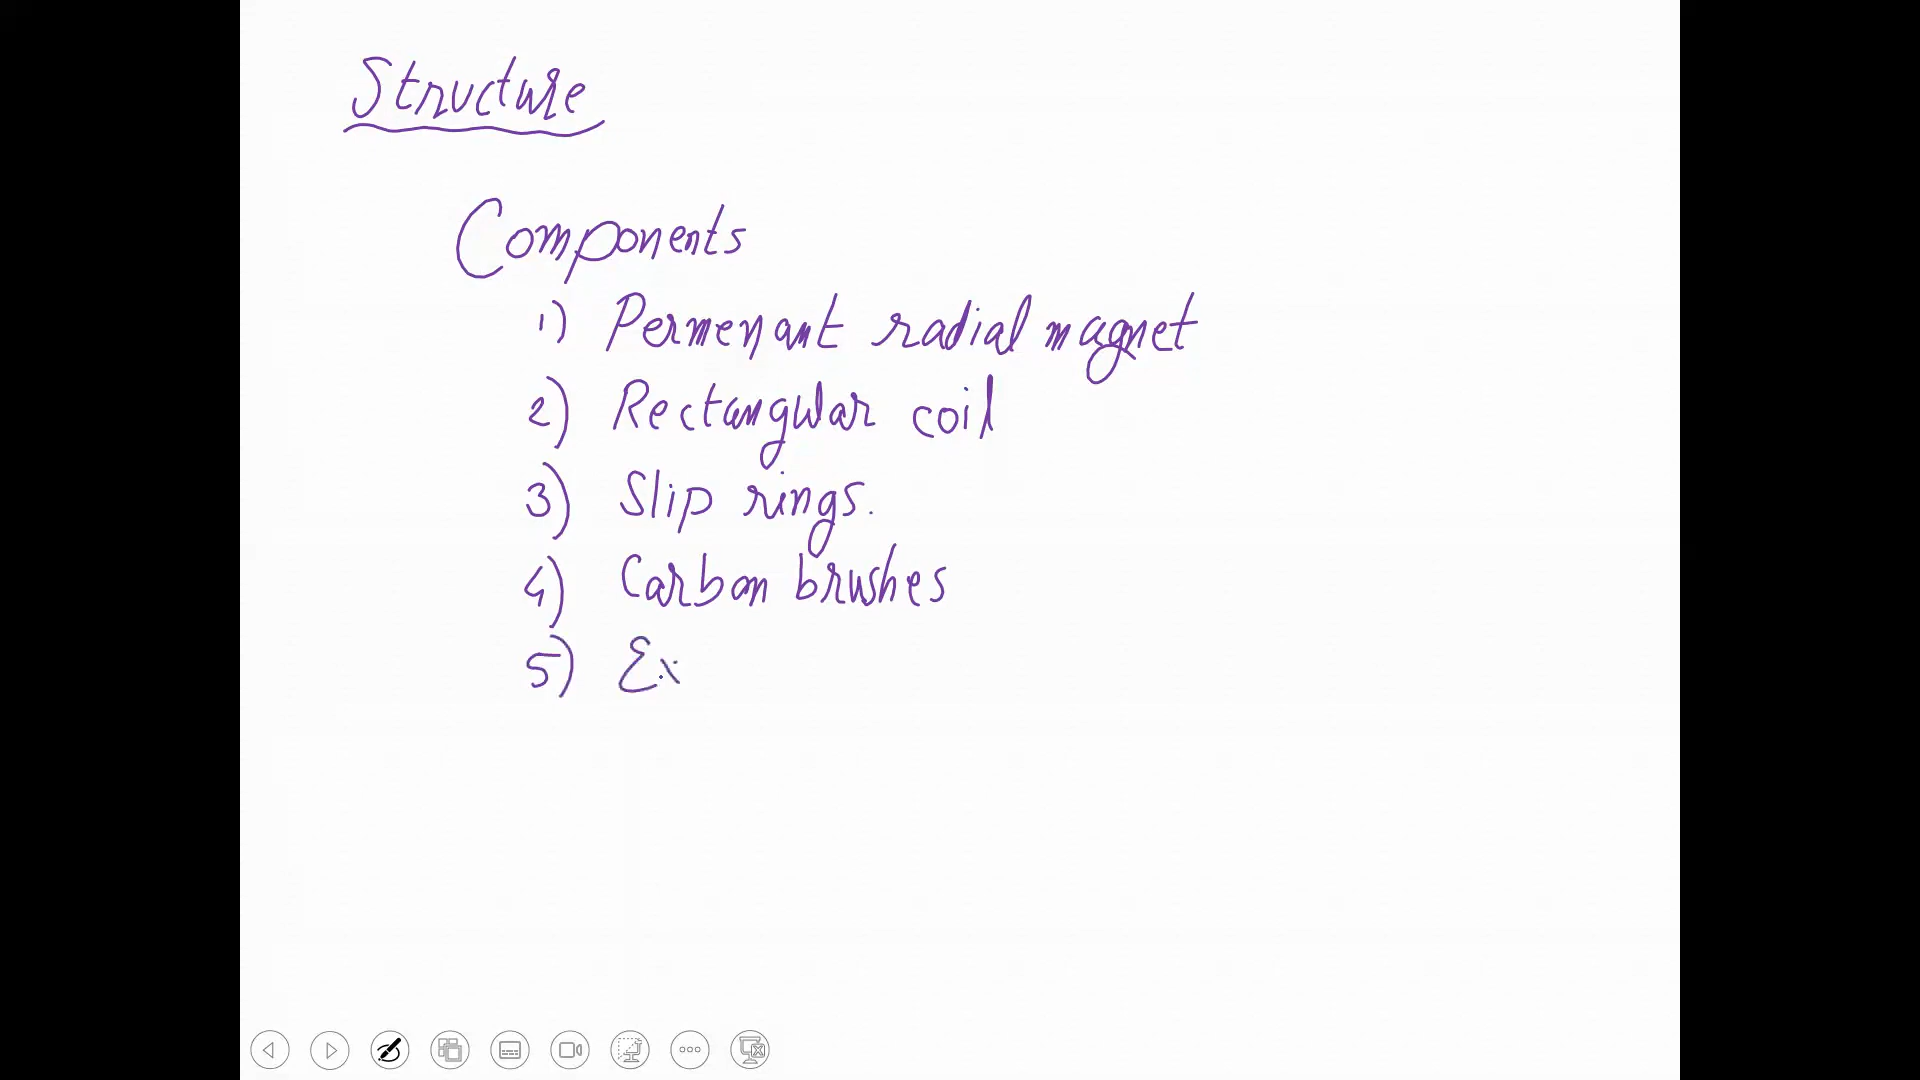 Structure
Components
1) Permenant radial magnet
2) Rectangular coil
3) Slip rings.
4) Carbon brushes
5) Ex